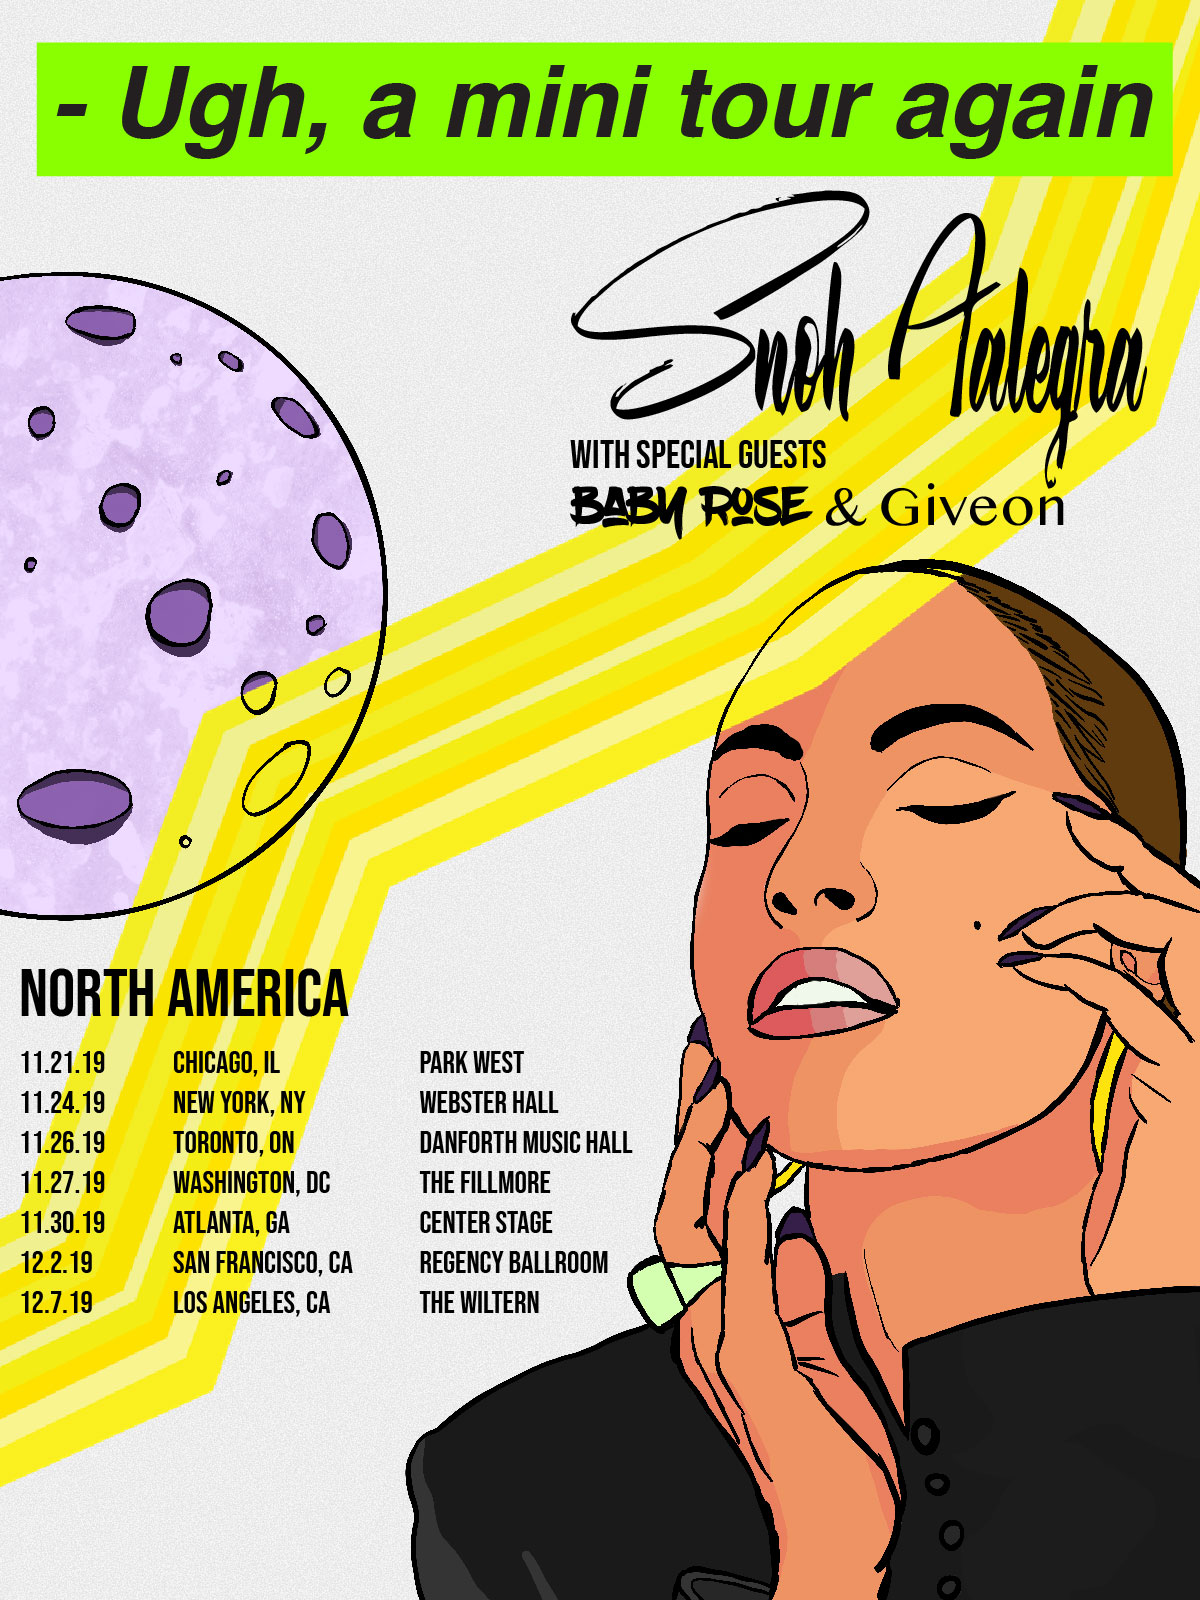 - Ugh, a mini tour again
Snoh Aalegra
WITH SPECIAL GUESTS
BABY ROSE & Giveon
NORTH AMERICA
11.21.19 CHICAGO, IL PARK WEST
11.24.19 NEW YORK, NY WEBSTER HALL
11.26.19 TORONTO, ON DANFORTH MUSIC HALL
11.27.19 WASHINGTON, DC THE FILLMORE
11.30.19 ATLANTA, GA CENTER STAGE
12.2.19 SAN FRANCISCO, CA REGENCY BALLROOM
12.7.19 LOS ANGELES, CA THE WILTERN